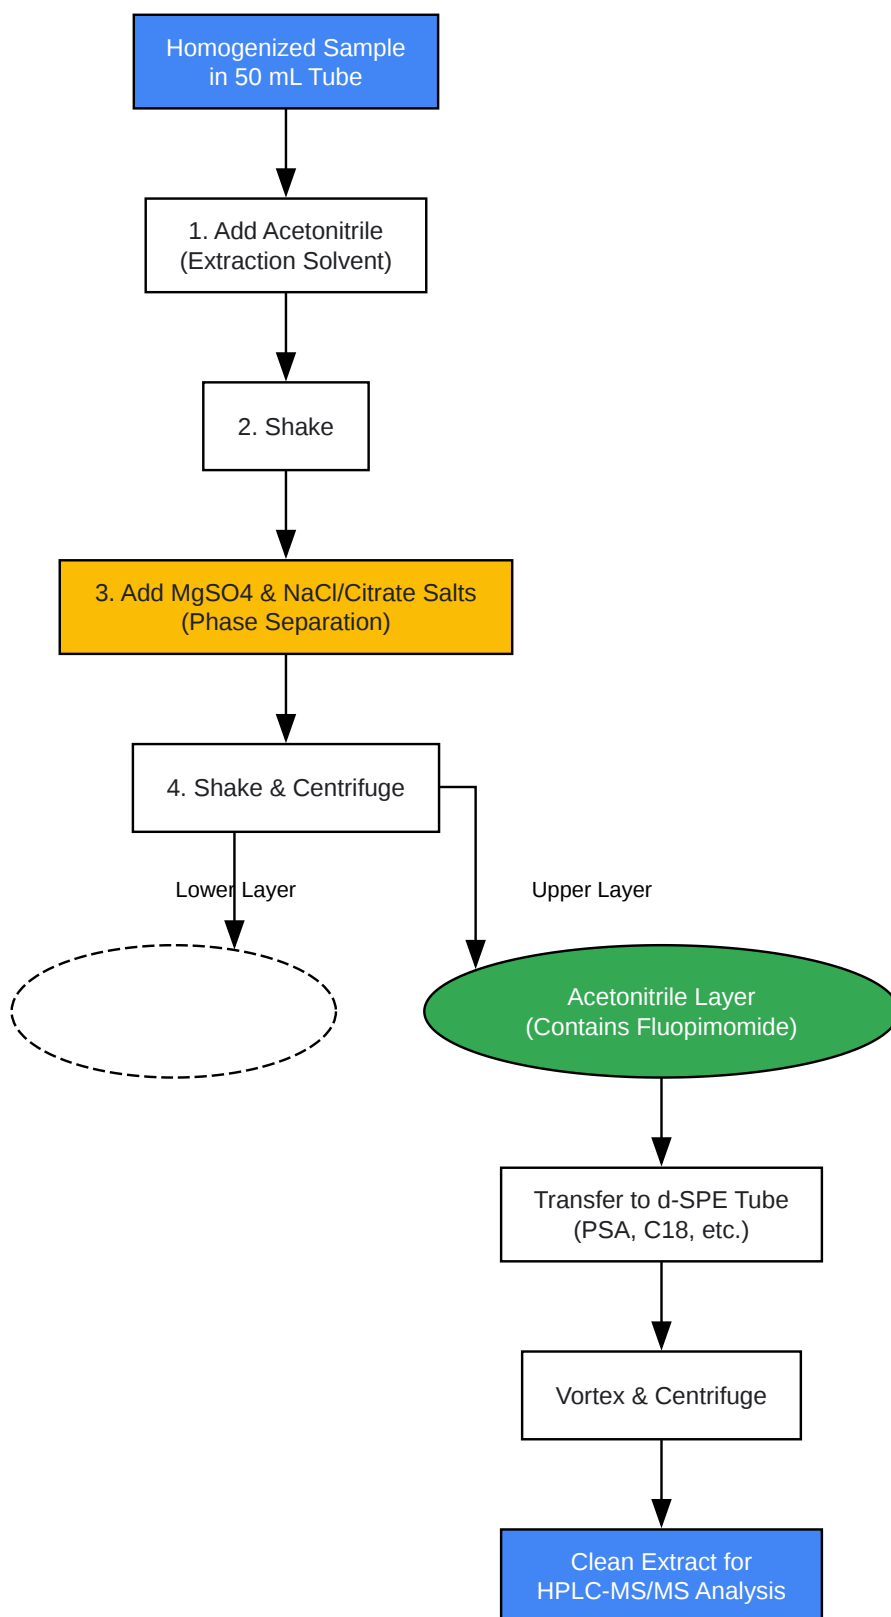 Homogenized Sample
in 50 mL Tube
1. Add Acetonitrile
(Extraction Solvent)
2. Shake
3. Add MgSO4 & NaCl/Citrate Salts
(Phase Separation)
4. Shake & Centrifuge
Lower Layer
Upper Layer
Acetonitrile Layer
(Contains Fluopimomide)
Transfer to d-SPE Tube
(PSA, C18, etc.)
Vortex & Centrifuge
Clean Extract for
HPLC-MS/MS Analysis